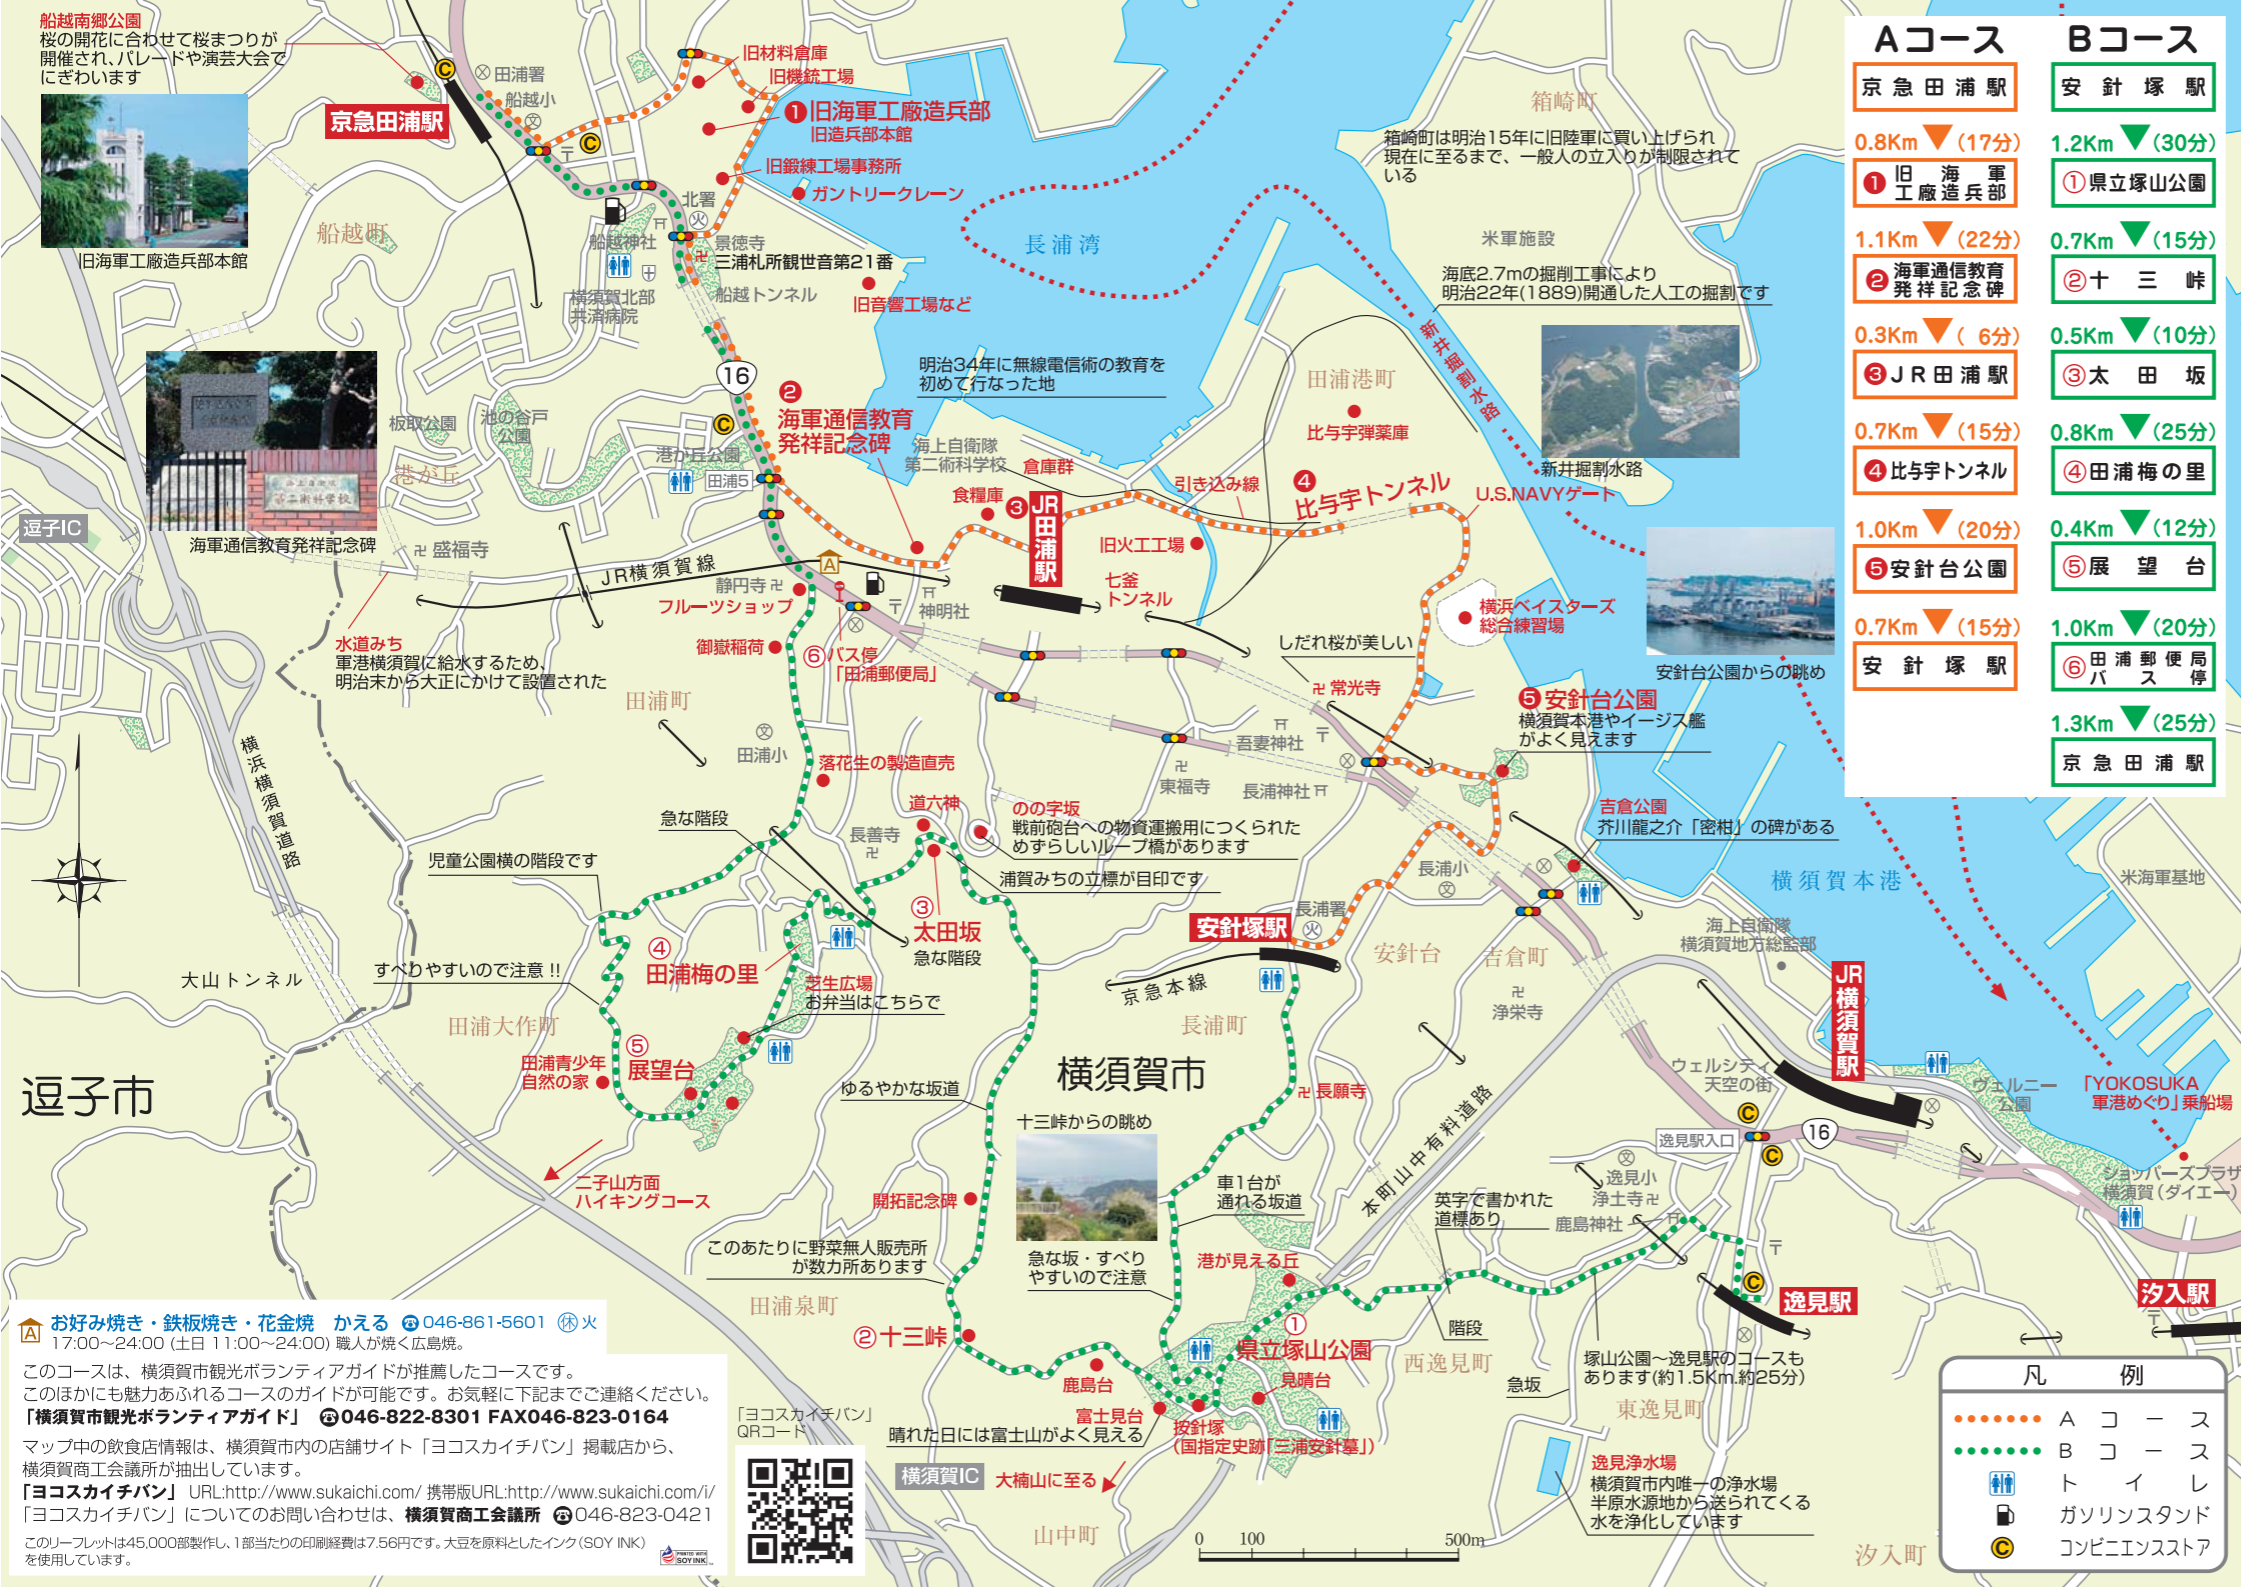 船越南郷公園
桜の開花に合わせて桜まつりが
開催され、パレードや演芸大会で
にぎわいます
京急田浦駅
田浦署
船越小
旧材料倉庫
旧機銃工場
❶旧海軍工廠造兵部
旧造兵部本館
旧鍛練工場事務所
ガントリークレーン
北署
火
船越町
船越神社
景徳寺
三浦札所観世音第21番
横須賀北部
共済病院
船越トンネル
旧音響工場など
旧海軍工廠造兵部本館
長浦湾
箱崎町
箱崎町は明治15年に旧陸軍に買い上げられ
現在に至るまで、一般人の立入りが制限されて
いる
米軍施設
海底2.7mの掘削工事により
明治22年(1889)開通した人工の掘割です
新井掘割水路
新井掘割水路
Aコース
京急田浦駅
0.8Km▼(17分)
❶旧海軍
工廠造兵部
1.1Km▼(22分)
❷海軍通信教育
発祥記念碑
0.3Km▼( 6分)
❸JR田浦駅
0.7Km▼(15分)
❹比与宇トンネル
1.0Km▼(20分)
❺安針台公園
0.7Km▼(15分)
安針塚駅
Bコース
安針塚駅
1.2Km▼(30分)
①県立塚山公園
0.7Km▼(15分)
②十三峠
0.5Km▼(10分)
③太田坂
0.8Km▼(25分)
④田浦梅の里
0.4Km▼(12分)
⑤展望台
1.0Km▼(20分)
⑥田浦郵便局
バス停
1.3Km▼(25分)
京急田浦駅
16
❷
海軍通信教育
発祥記念碑
明治34年に無線電信術の教育を
初めて行なった地
板取公園
池の谷戸
公園
港が丘
港が丘公園
田浦5
海上自衛隊
第二術科学校
倉庫群
食糧庫
❸
JR田浦駅
田浦港町
比与宇弾薬庫
引き込み線
❹
比与宇トンネル
U.S.NAVYゲート
旧火工工場
七釜
トンネル
横浜ベイスターズ
総合練習場
安針台公園からの眺め
逗子IC
海軍通信教育発祥記念碑
盛福寺
JR横須賀線
静円寺
フルーツショップ
A
神明社
御嶽稲荷
⑥バス停
「田浦郵便局」
水道みち
軍港横須賀に給水するため、
明治末から大正にかけて設置された
田浦町
田浦小
しだれ桜が美しい
常光寺
吾妻神社
東福寺
長浦神社
❺安針台公園
横須賀本港やイージス艦
がよく見えます
横浜横須賀道路
落花生の製造直売
道六神
のの字坂
戦前砲台への物資運搬用につくられた
めずらしいループ橋があります
浦賀みちの立標が目印です
急な階段
長善寺
児童公園横の階段です
③
太田坂
急な階段
④
田浦梅の里
芝生広場
お弁当はこちらで
すべりやすいので注意!!
大山トンネル
田浦大作町
⑤
展望台
田浦青少年
自然の家
二子山方面
ハイキングコース
逗子市
吉倉公園
芥川龍之介「密柑」の碑がある
長浦小
長浦署
火
安針塚駅
安針台
吉倉町
京急本線
長浦町
浄栄寺
横須賀本港
米海軍基地
海上自衛隊
横須賀地方総監部
JR横須賀駅
ウェルシティ
天空の街
ヴェルニー
公園
「YOKOSUKA
軍港めぐり」乗船場
ショッパーズプラザ
横須賀(ダイエー)
横須賀市
長願寺
ゆるやかな坂道
十三峠からの眺め
本町山中有料道路
車1台が
通れる坂道
開拓記念碑
このあたりに野菜無人販売所
が数カ所あります
急な坂・すべり
やすいので注意
田浦泉町
②十三峠
鹿島台
富士見台
晴れた日には富士山がよく見える
港が見える丘
①
県立塚山公園
見晴台
按針塚
(国指定史跡「三浦安針墓」)
横須賀IC
大楠山に至る
山中町
英字で書かれた
道標あり
階段
急坂
西逸見町
逸見駅入口
16
逸見小
浄土寺
鹿島神社
逸見駅
汐入駅
塚山公園〜逸見駅のコースも
あります(約1.5Km.約25分)
東逸見町
逸見浄水場
横須賀市内唯一の浄水場
半原水源地から送られてくる
水を浄化しています
汐入町
0 100 500m
凡例
Aコース
Bコース
トイレ
ガソリンスタンド
C コンビニエンスストア
A お好み焼き・鉄板焼き・花金焼 かえる ☎046-861-5601 ㊡火
17:00〜24:00 (土日 11:00〜24:00) 職人が焼く広島焼。
このコースは、横須賀市観光ボランティアガイドが推薦したコースです。
このほかにも魅力あふれるコースのガイドが可能です。お気軽に下記までご連絡ください。
「横須賀市観光ボランティアガイド」 ☎046-822-8301 FAX046-823-0164
マップ中の飲食店情報は、横須賀市内の店舗サイト「ヨコスカイチバン」掲載店から、
横須賀商工会議所が抽出しています。
「ヨコスカイチバン」 URL:http://www.sukaichi.com/ 携帯版URL:http://www.sukaichi.com/i/
「ヨコスカイチバン」についてのお問い合わせは、横須賀商工会議所 ☎046-823-0421
このリーフレットは45,000部製作し、1部当たりの印刷経費は7.56円です。大豆を原料としたインク(SOY INK)
を使用しています。
PRINTED WITH
SOY INK
「ヨコスカイチバン」
QRコード